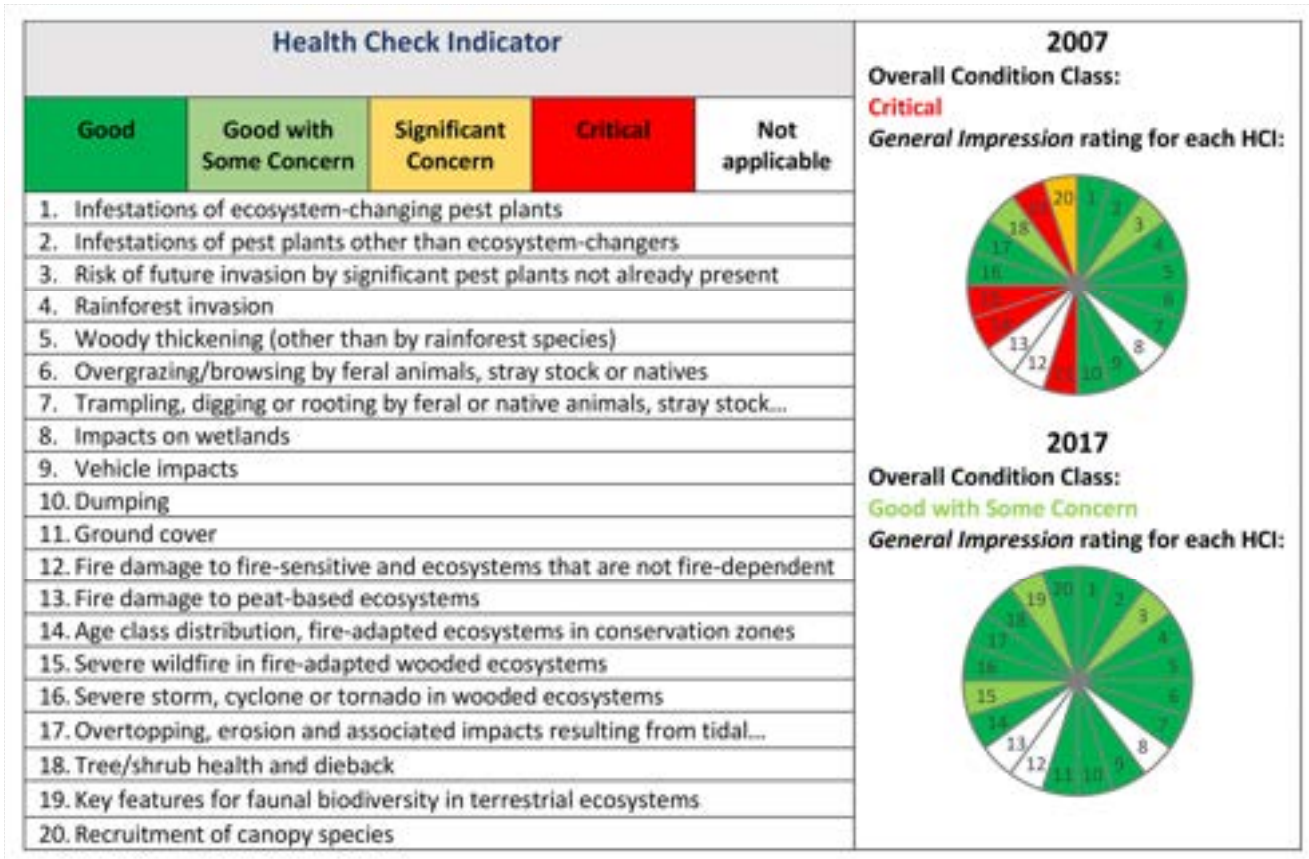 Health Check Indicator
Good
Good with
Some Concern
Significant
Concern
Critical
Not
applicable
1. Infestations of ecosystem-changing pest plants
2. Infestations of pest plants other than ecosystem-changers
3. Risk of future invasion by significant pest plants not already present
4. Rainforest invasion
5. Woody thickening (other than by rainforest species)
6. Overgrazing/browsing by feral animals, stray stock or natives
7. Trampling, digging or rooting by feral or native animals, stray stock...
8. Impacts on wetlands
9. Vehicle impacts
10. Dumping
11. Ground cover
12. Fire damage to fire-sensitive and ecosystems that are not fire-dependent
13. Fire damage to peat-based ecosystems
14. Age class distribution, fire-adapted ecosystems in conservation zones
15. Severe wildfire in fire-adapted wooded ecosystems
16. Severe storm, cyclone or tornado in wooded ecosystems
17. Overtopping, erosion and associated impacts resulting from tidal...
18. Tree/shrub health and dieback
19. Key features for faunal biodiversity in terrestrial ecosystems
20. Recruitment of canopy species
2007
Overall Condition Class:
Critical
General Impression rating for each HCI:
1
2
3
4
5
6
7
8
9
10
12
13
16
17
18
20
2017
Overall Condition Class:
Good with Some Concern
General Impression rating for each HCI:
1
2
3
4
5
6
7
8
9
10
11
12
13
14
15
16
17
18
19
20